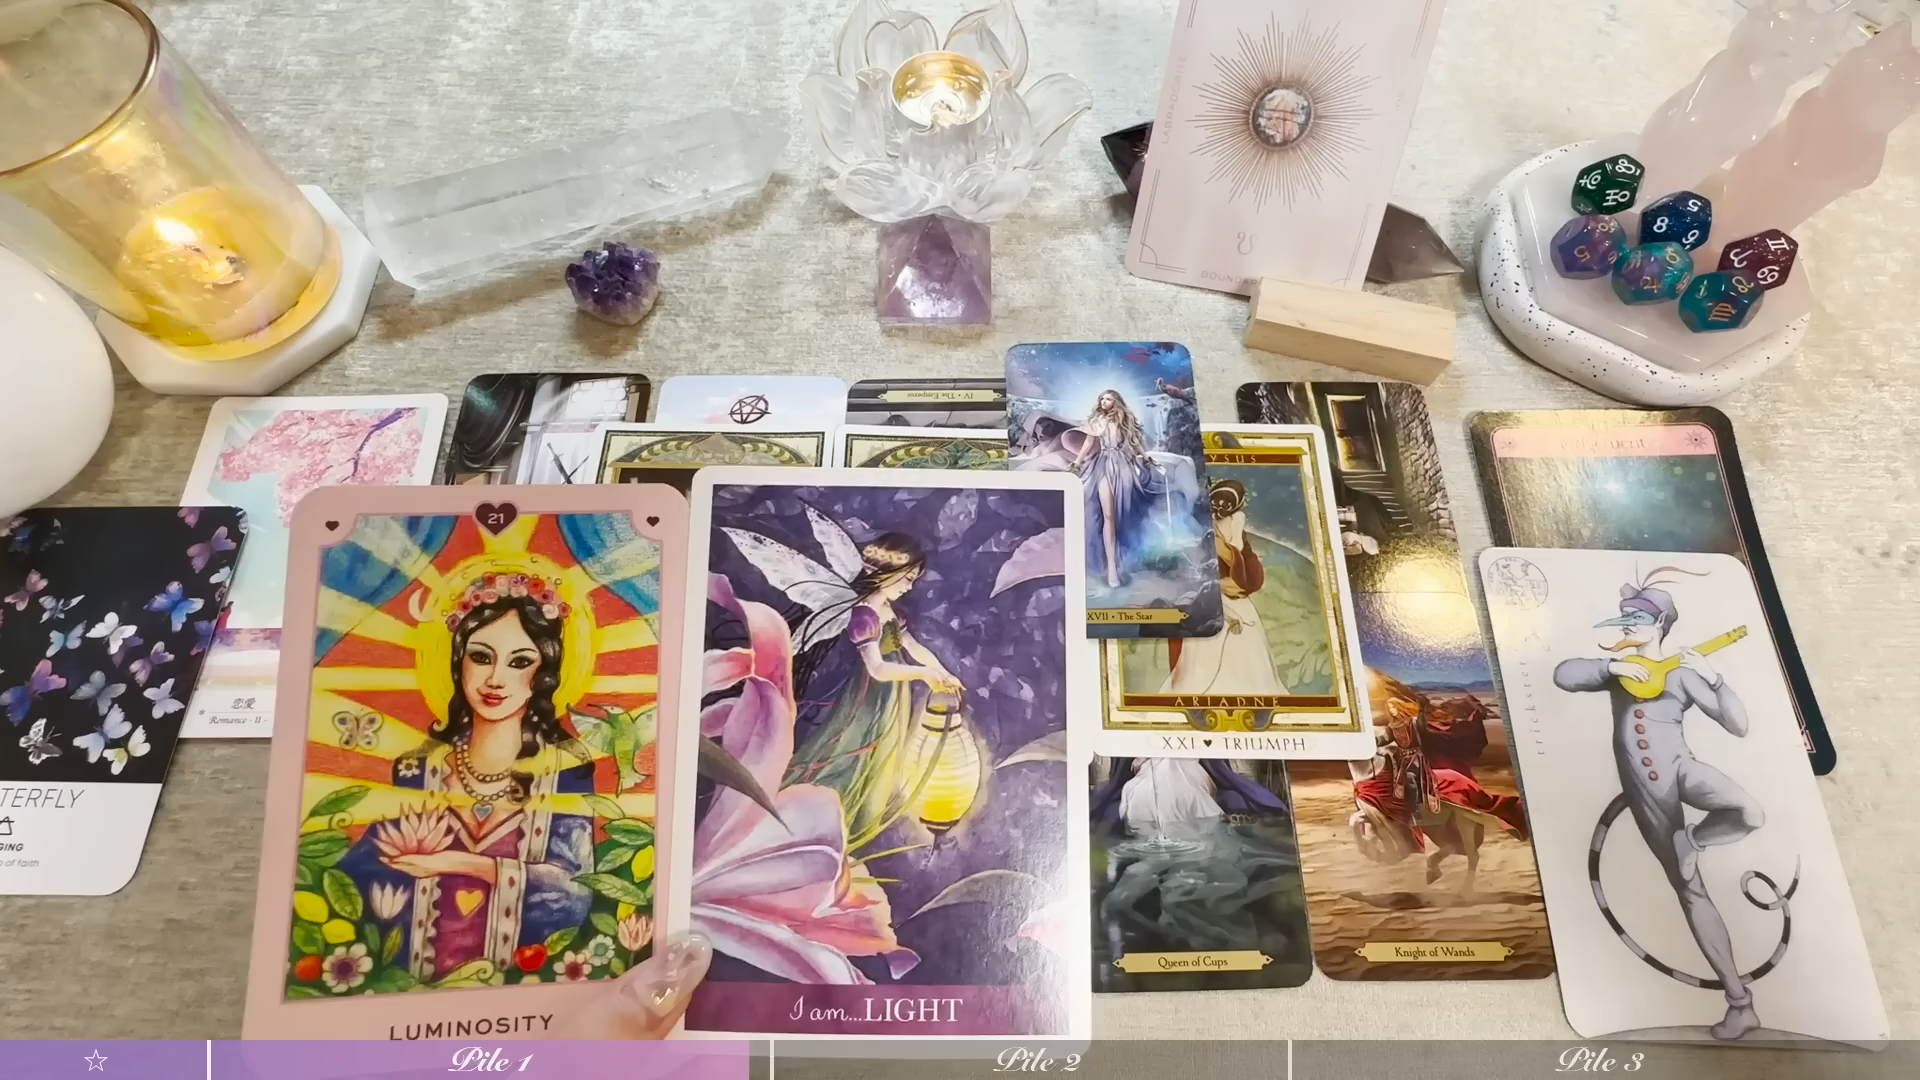 LABRADORITE
IV • The Emperor
YSUS
21
XVII • The Star
ARIADNE
XXI ♥ TRIUMPH
恋愛
* Romance - II -
TERFLY
GING
of faith
Queen of Cups
Knight of Wands
trickster
I am...LIGHT
LUMINOSITY
☆
Pile 1
Pile 2
Pile 3